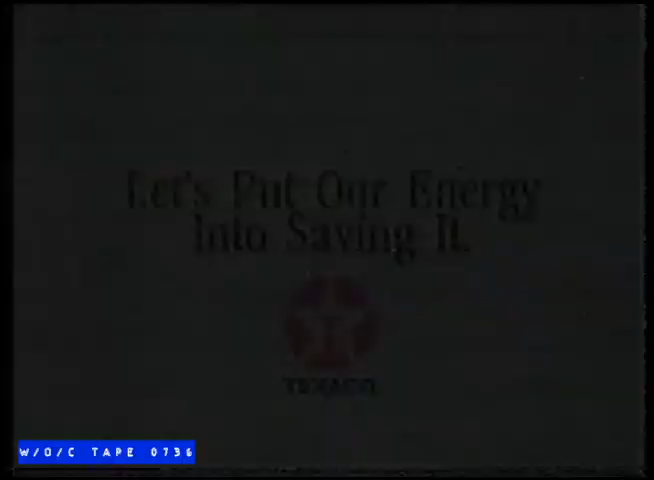 Let's Put Our Energy
Into Saving It.
TEXACO
W/O/C TAPE 0736